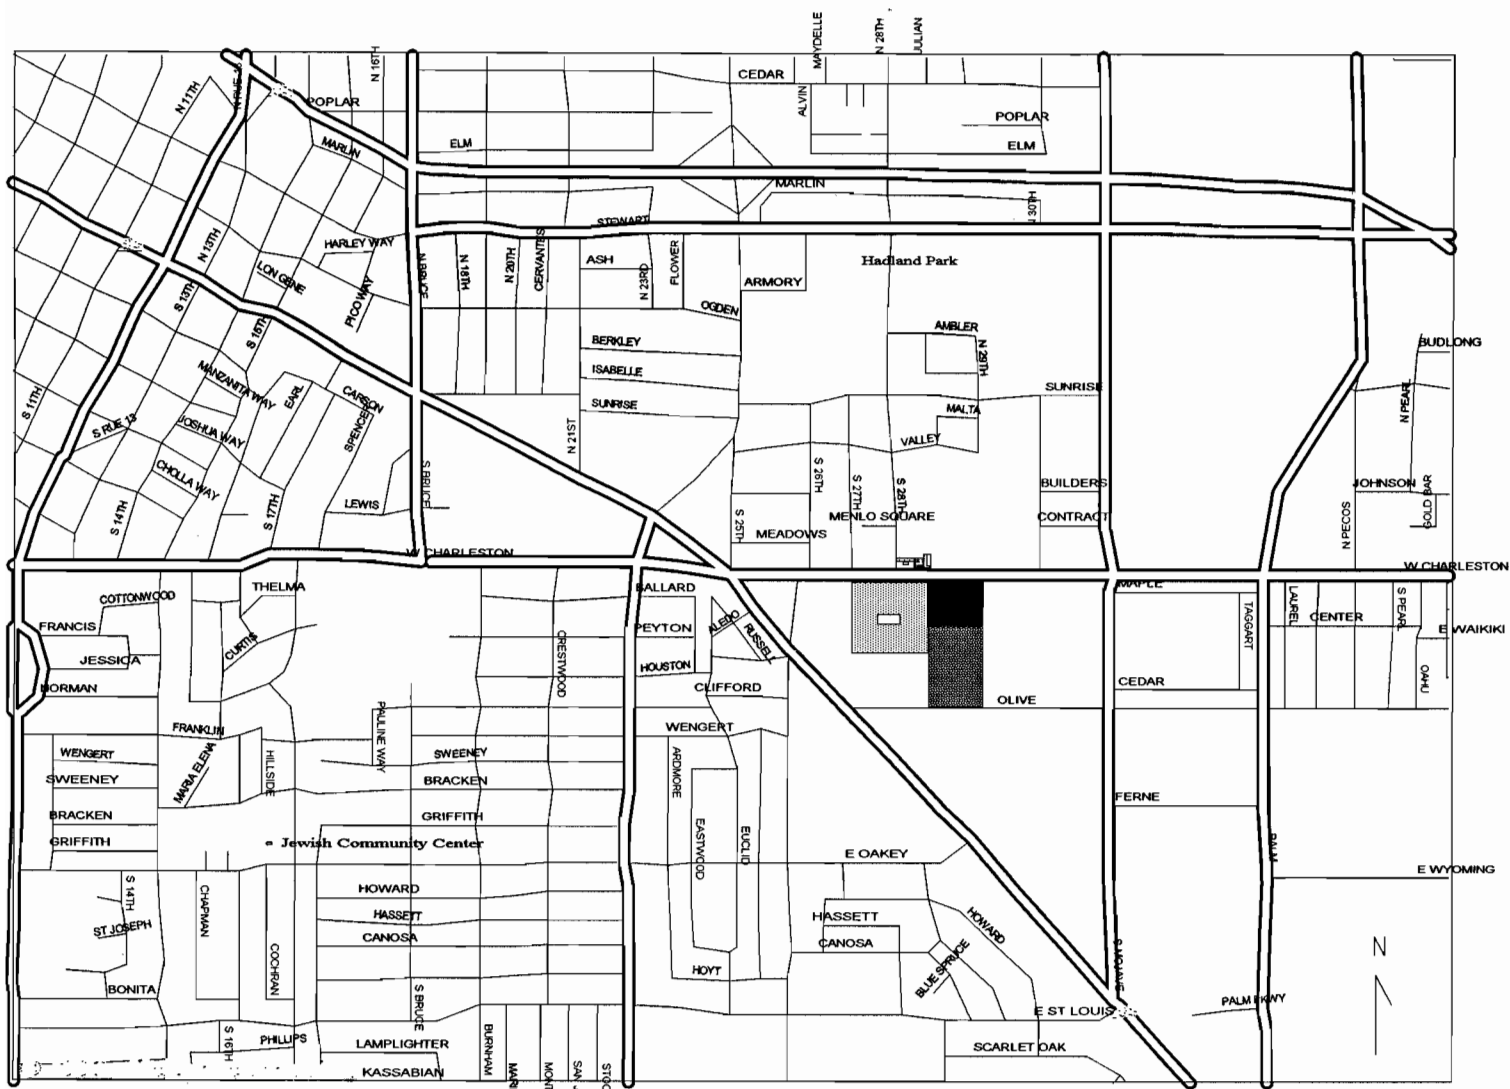 MAYDELLE
N 28TH
JULIAN
N 16TH
CEDAR
N 11TH
POPLAR
ALVIN
POPLAR
MARLIN
ELM
ELM
MARLIN
N 30TH
STEWART
N 13TH
HARLEY WAY
CERVANTES
N BRUCE
N 18TH
N 20TH
ASH
N 23RD
FLOWER
Hadland Park
LON GENE
ARMORY
S 13TH
PICO WAY
OGDEN
S 15TH
BERKLEY
AMBLER
N 29TH
BUDLONG
MANZANITA WAY
ISABELLE
EARL
CARSON
SUNRISE
SUNRISE
N PEARL
S 11TH
SPENCER
MALTA
S RUE 13
JOSHUA WAY
N 21ST
VALLEY
CHOLLA WAY
S BRUCE
S 26TH
S 27TH
S 28TH
BUILDERS
JOHNSON
GOLD BAR
LEWIS
S 14TH
S 17TH
S 25TH
MENLO SQUARE
CONTRACT
N PECOS
MEADOWS
W CHARLESTON
W CHARLESTON
THELMA
BALLARD
MAPLE
COTTONWOOD
LAUREL
S PEARL
FRANCIS
PEYTON
ALEDO
RUSSELL
TAGGART
CENTER
E WAIKIKI
CURTIS
CRESTWOOD
JESSICA
HOUSTON
OAHU
NORMAN
CLIFFORD
CEDAR
OLIVE
FRANKLIN
PAULINE WAY
WENGERT
WENGERT
MARIA ELENA
HILLSIDE
SWEENEY
ARDMORE
SWEENEY
BRACKEN
FERNE
BRACKEN
GRIFFITH
GRIFFITH
Jewish Community Center
EASTWOOD
EUCLID
E OAKEY
PALM
E WYOMING
S 14TH
CHAPMAN
HOWARD
HASSETT
HASSETT
HOWARD
ST JOSEPH
CANOSA
CANOSA
BLUE SPRUCE
S MOJAVE
N
COCHRAN
HOYT
BONITA
S BRUCE
PALM PKWY
E ST LOUIS
S 16TH
PHILLIPS
LAMPLIGHTER
BURNHAM
SCARLET OAK
KASSABIAN